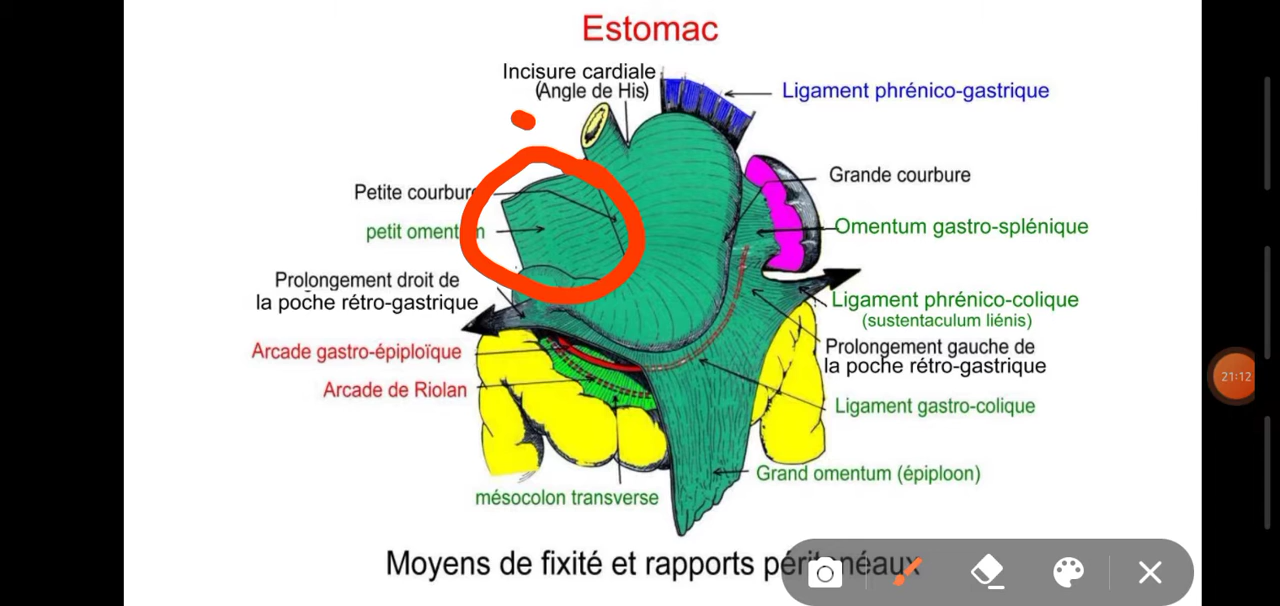 Estomac
Incisure cardiale
(Angle de His)
Ligament phrénico-gastrique
Petite courbure
Grande courbure
petit omentum
Omentum gastro-splénique
Prolongement droit de
la poche rétro-gastrique
Ligament phrénico-colique
(sustentaculum liénis)
Arcade gastro-épiploïque
Prolongement gauche de
la poche rétro-gastrique
Arcade de Riolan
Ligament gastro-colique
Grand omentum (épiploon)
mésocolon transverse
Moyens de fixité et rapports péritonéaux
21:12